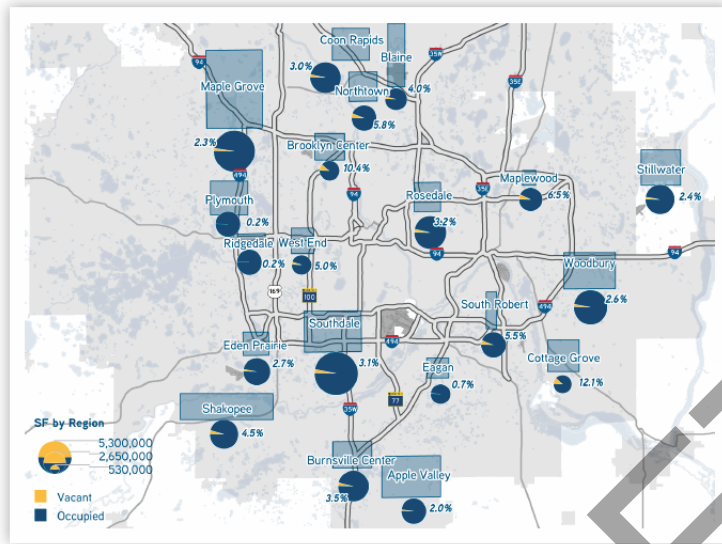 Coon Rapids
Blaine
35W
94
35E
Maple Grove
3.0%
4.0%
Northtown
5.8%
2.3%
Brooklyn Center
10.4%
494
94
35E
Maplewood
6.5%
Stillwater
2.4%
Plymouth
0.2%
Rosedale
3.2%
Ridgedale
0.2%
West End
5.0%
94
94
Woodbury
2.6%
169
100
South Robert
5.5%
494
Southdale
3.1%
494
Eden Prairie
2.7%
Eagan
0.7%
Cottage Grove
12.1%
Shakopee
4.5%
35W
77
SF by Region
5,300,000
2,650,000
530,000
Vacant
Occupied
Burnsville Center
3.5%
Apple Valley
2.0%